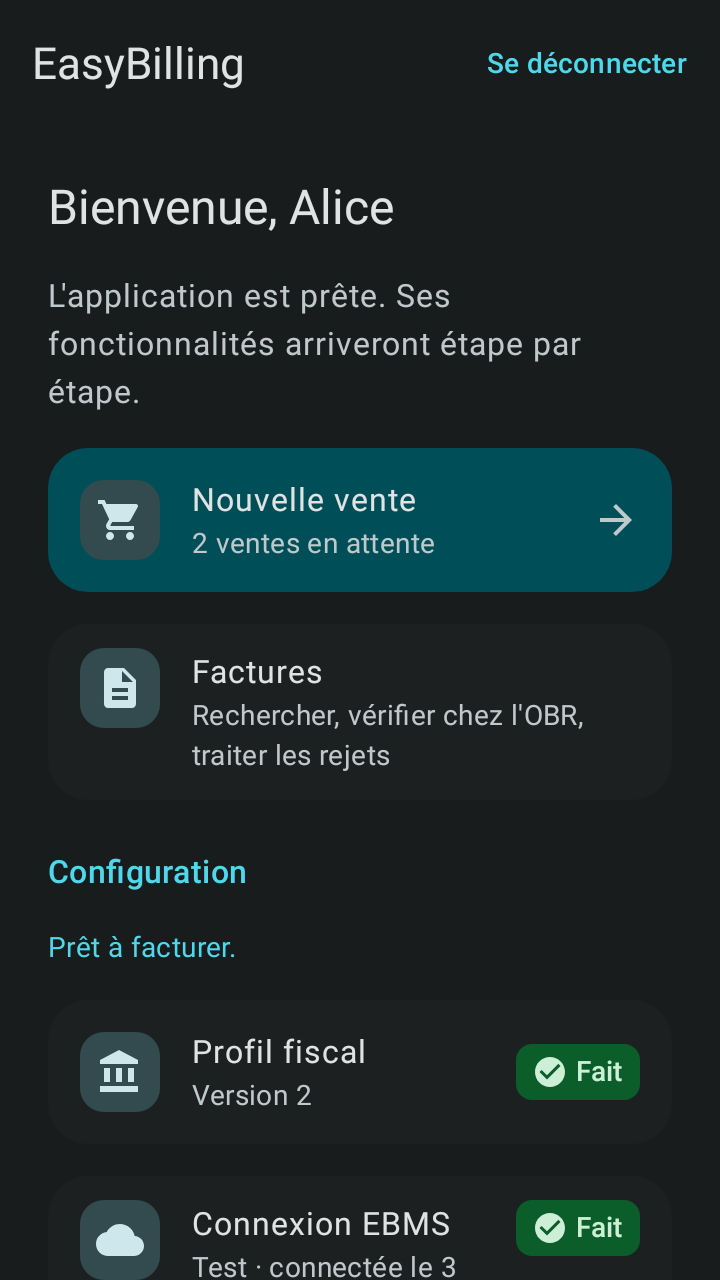 EasyBilling
Se déconnecter
Bienvenue, Alice
L'application est prête. Ses
fonctionnalités arriveront étape par
étape.
Nouvelle vente
2 ventes en attente
Factures
Rechercher, vérifier chez l'OBR,
traiter les rejets
Configuration
Prêt à facturer.
Profil fiscal
Version 2
Fait
Connexion EBMS
Test · connectée le 3
Fait